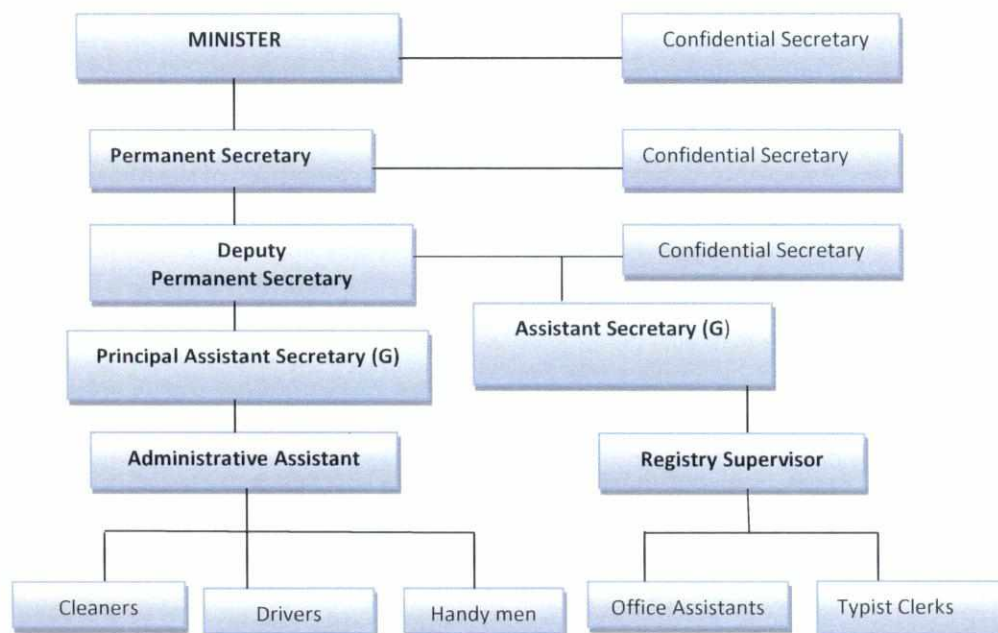 MINISTER
Confidential Secretary
Permanent Secretary
Confidential Secretary
Deputy
Permanent Secretary
Confidential Secretary
Assistant Secretary (G)
Principal Assistant Secretary (G)
Administrative Assistant
Registry Supervisor
Cleaners
Drivers
Handy men
Office Assistants
Typist Clerks